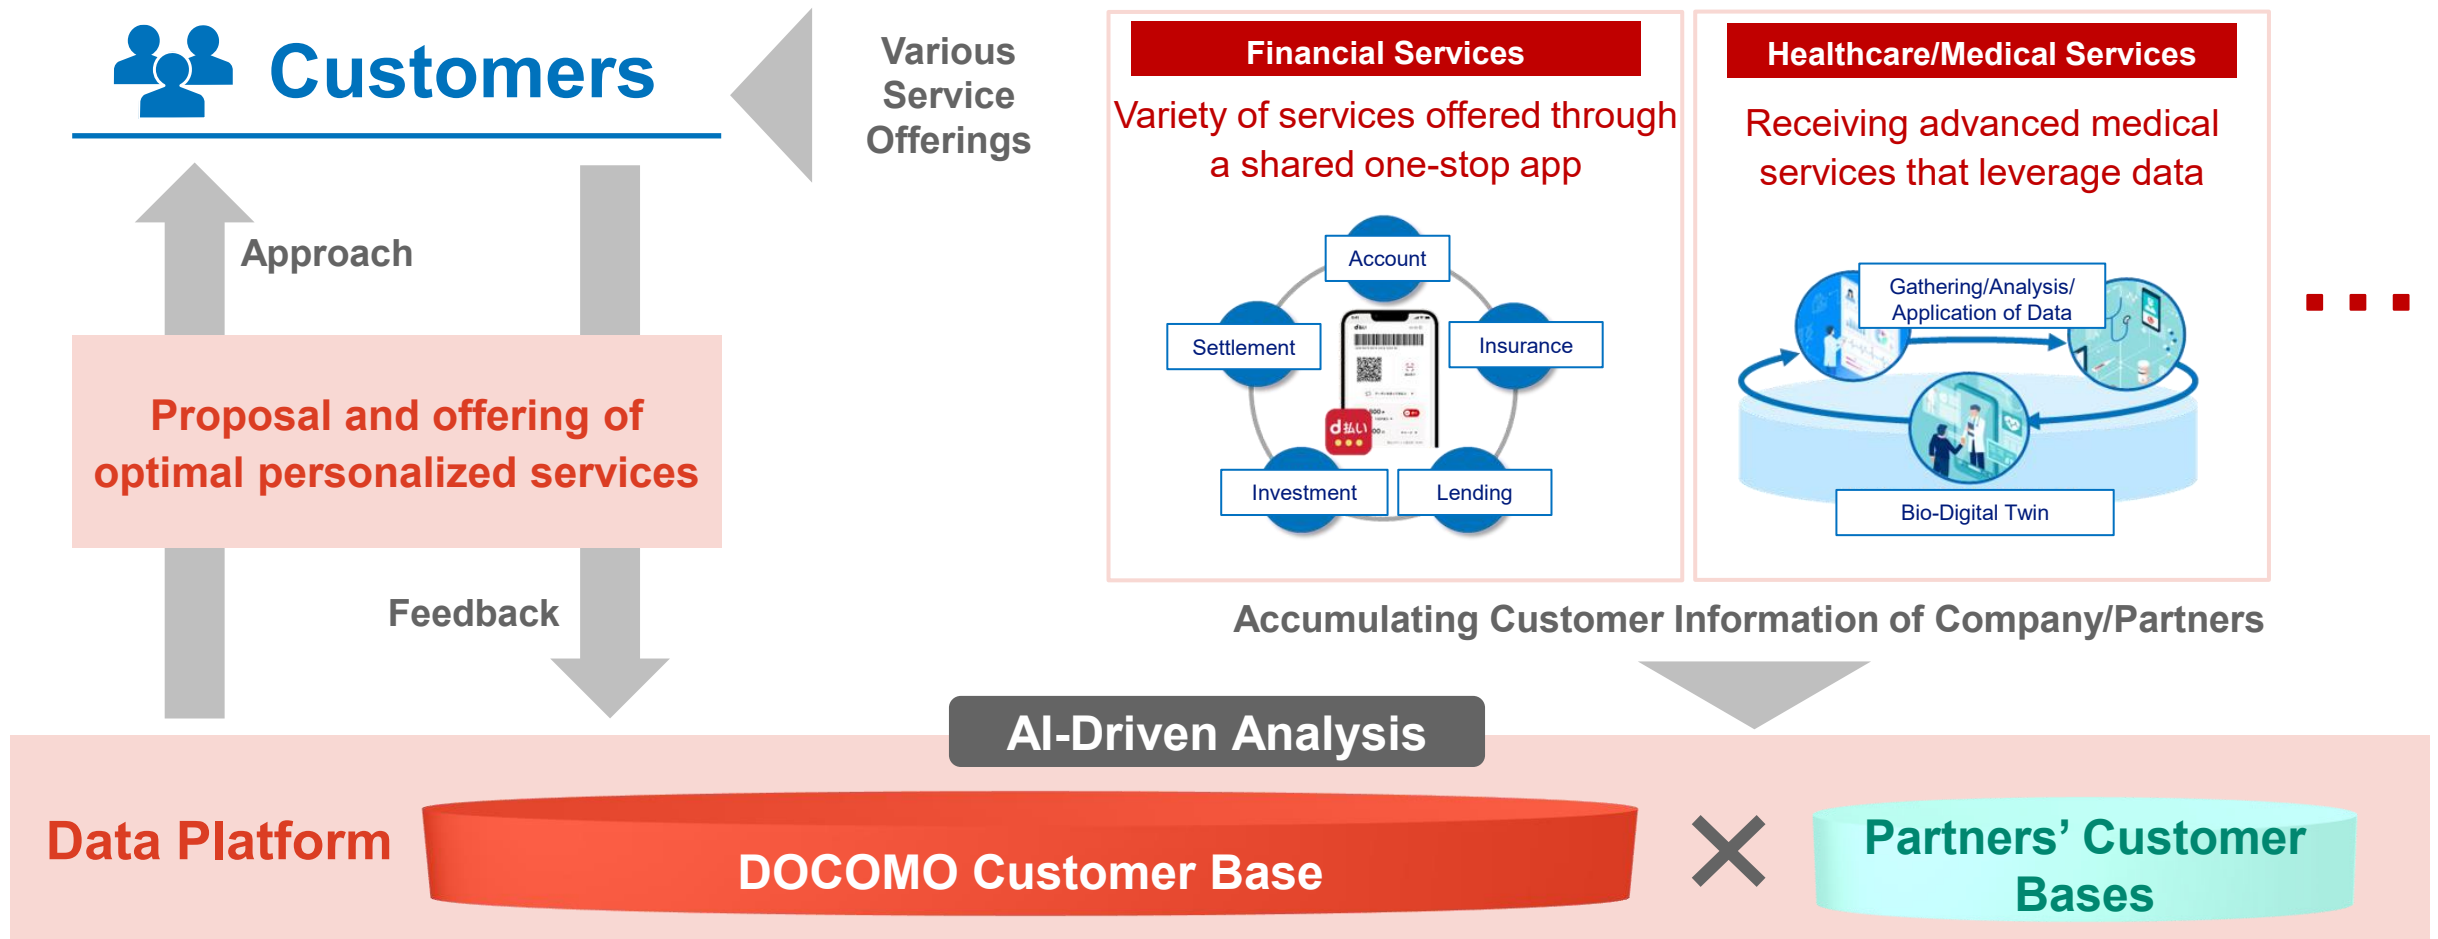 Customers
Various
Service
Offerings
Financial Services
Variety of services offered through
a shared one-stop app
Account
Settlement
Insurance
d払い
d払い
Investment
Lending
Healthcare/Medical Services
Receiving advanced medical
services that leverage data
Gathering/Analysis/
Application of Data
Bio-Digital Twin
Approach
Proposal and offering of
optimal personalized services
Feedback
Accumulating Customer Information of Company/Partners
AI-Driven Analysis
Data Platform
DOCOMO Customer Base
Partners’ Customer
Bases